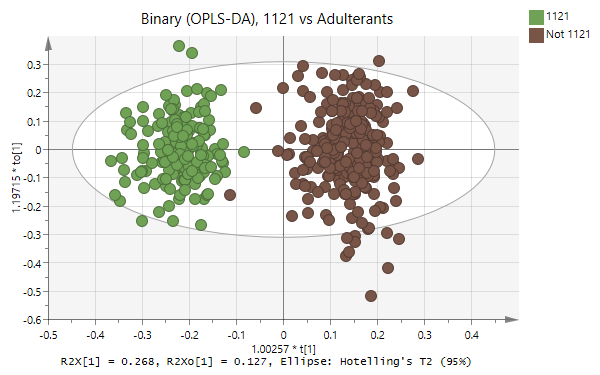 Binary (OPLS-DA), 1121 vs Adulterants
1121
Not 1121
0.3
0.2
0.1
0
-0.1
-0.2
-0.3
-0.4
-0.5
-0.6
1.19715 * to[1]
-0.5 -0.4 -0.3 -0.2 -0.1 0 0.1 0.2 0.3 0.4
1.00257 * t[1]
R2X[1] = 0.268, R2Xo[1] = 0.127, Ellipse: Hotelling's T2 (95%)